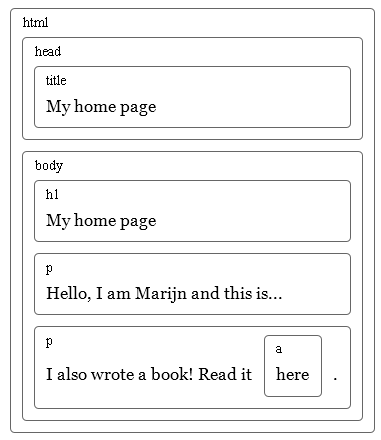 html
head
title
My home page
body
h1
My home page
p
Hello, I am Marijn and this is...
p
a
I also wrote a book! Read it here .